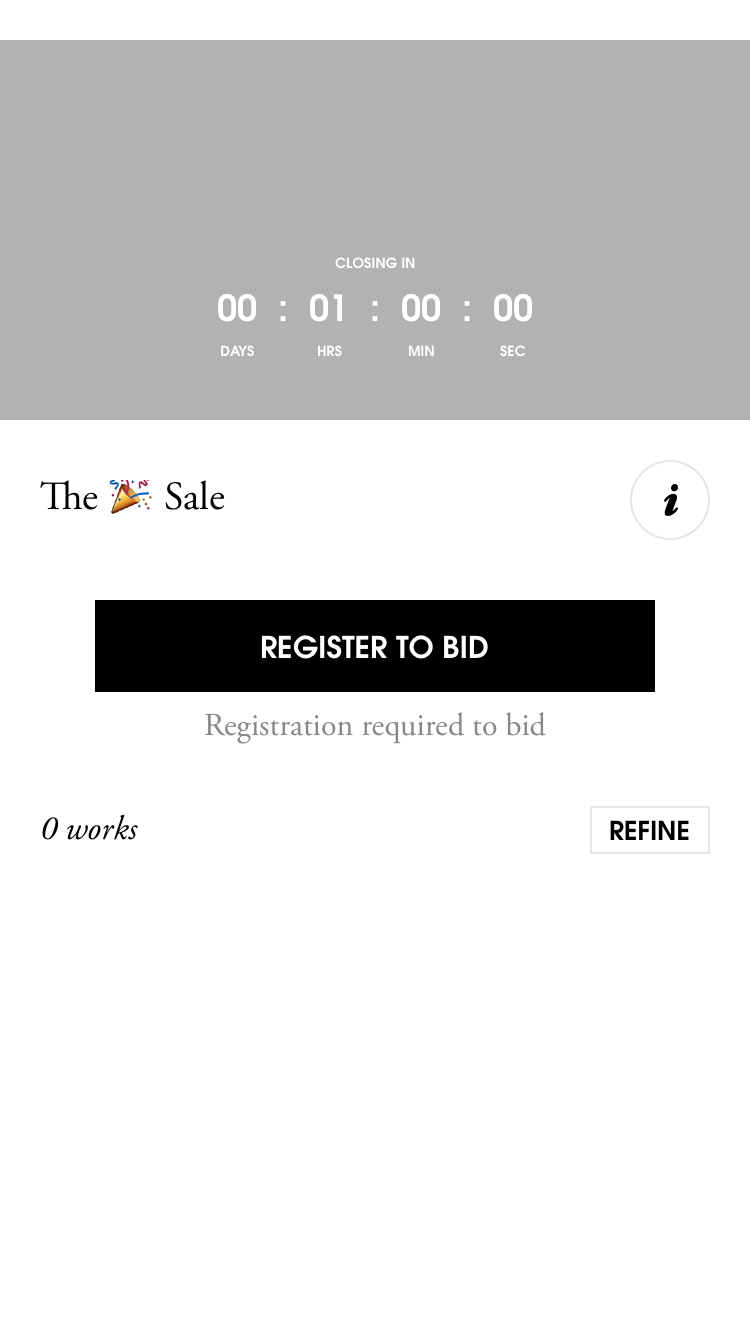 CLOSING IN
00 : 01 : 00 : 00
DAYS HRS MIN SEC
The 🎉 Sale
i
REGISTER TO BID
Registration required to bid
0 works
REFINE